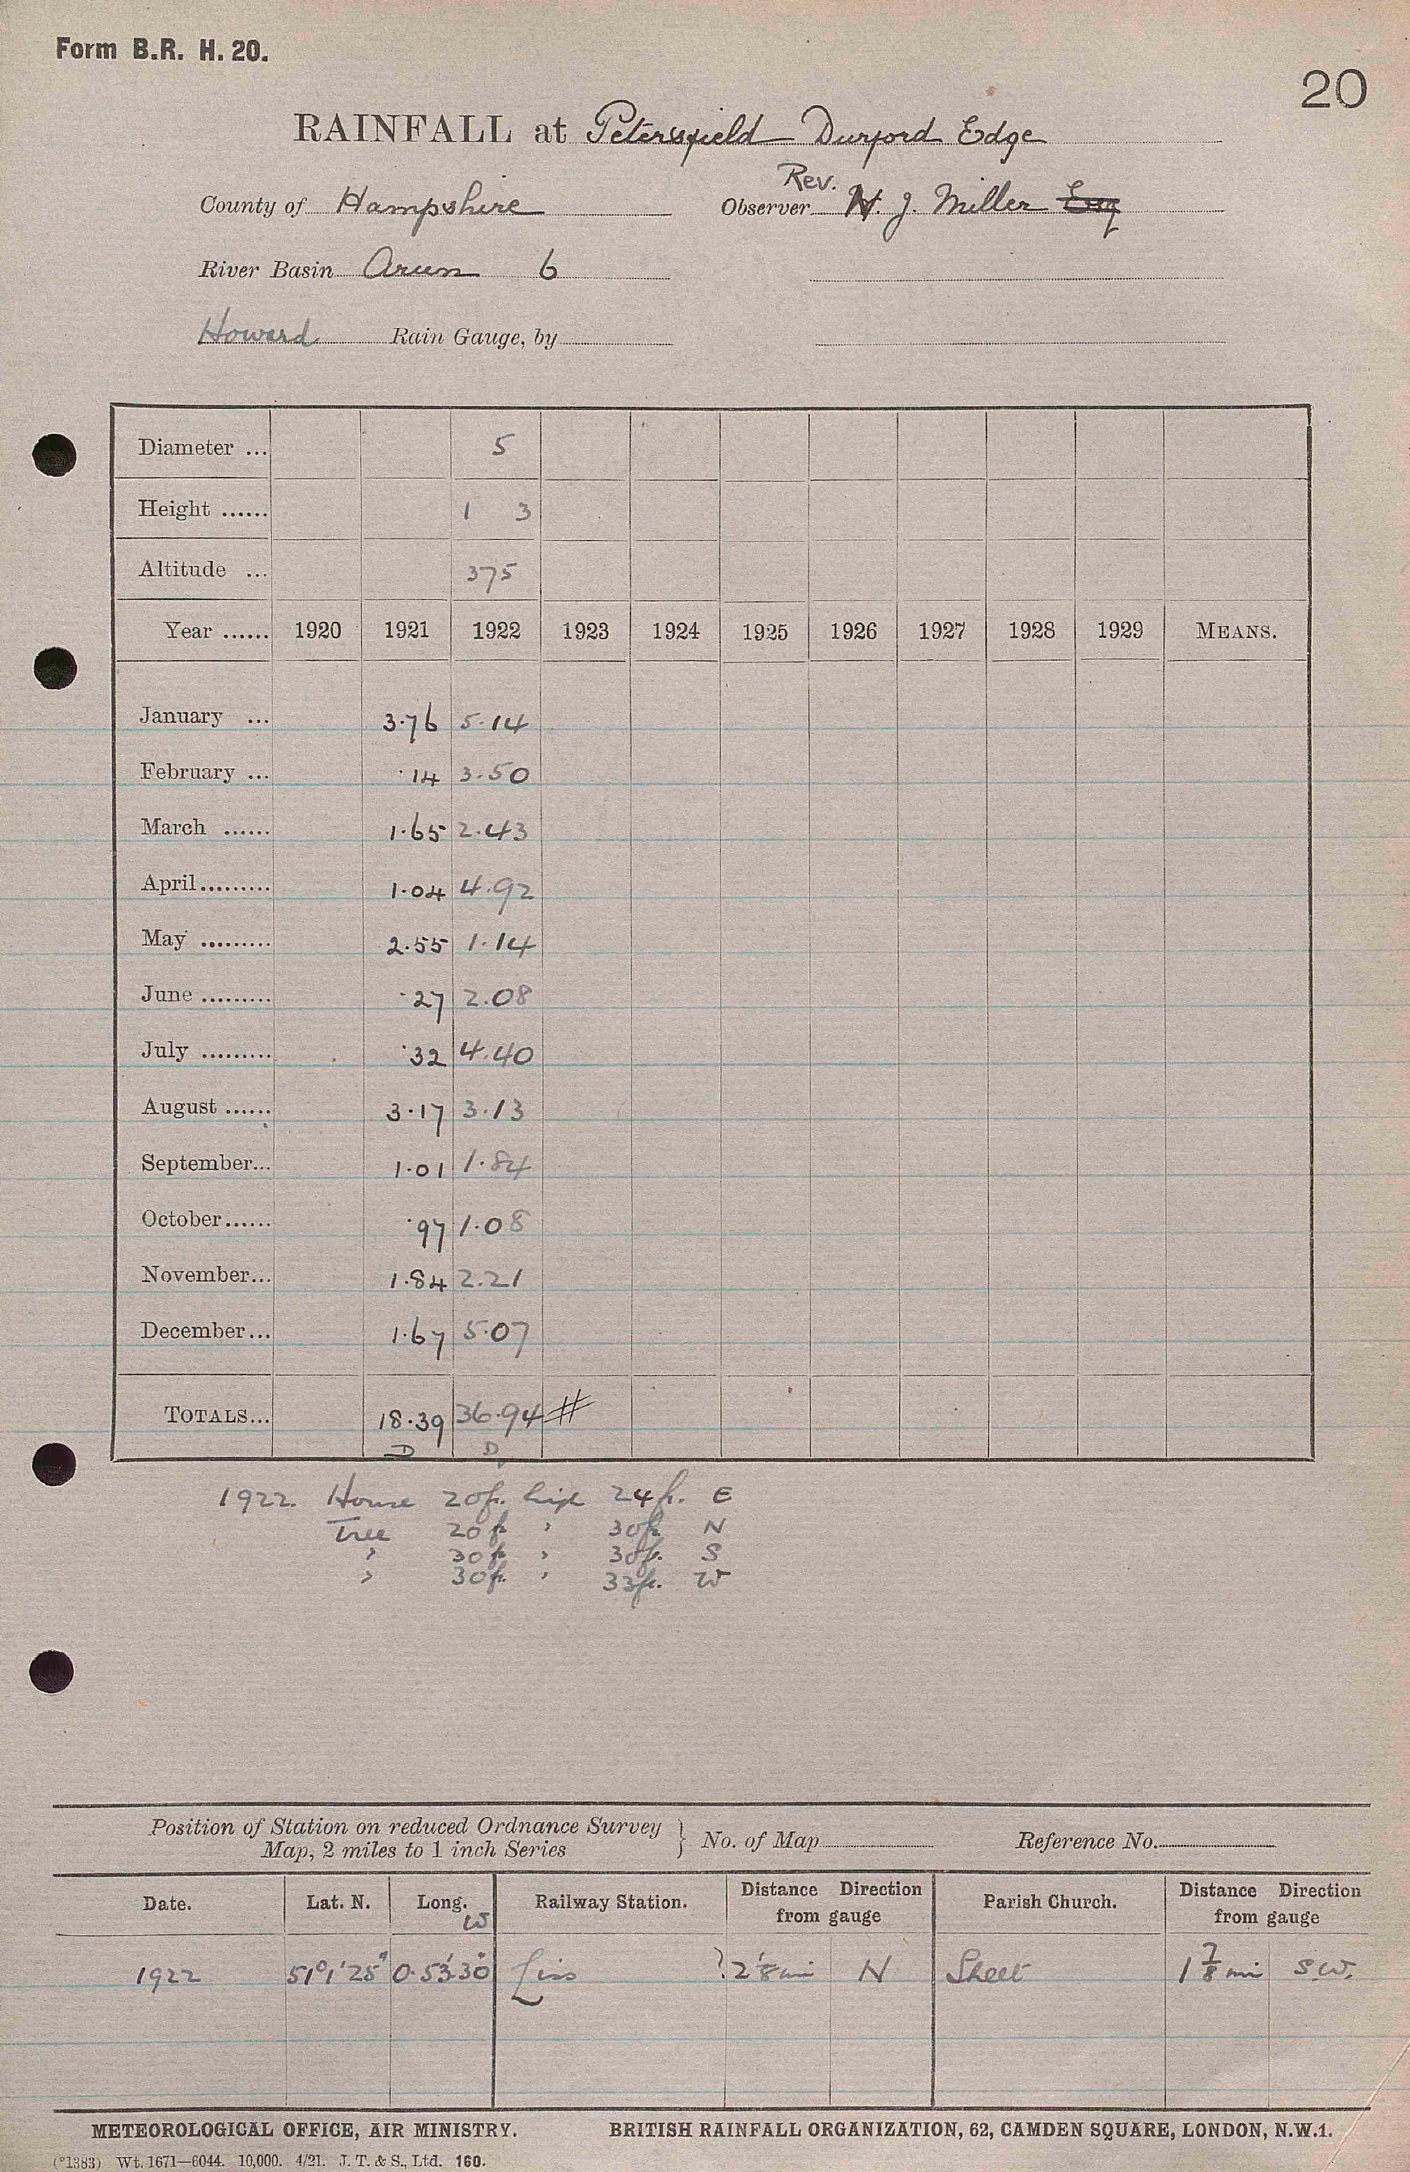 Form B.R. H. 20.
20
RAINFALL at Petersfield Durford Edge
County of Hampshire
Rev.
Observer H. J. Miller Esq
River Basin Arun 6
Howard Rain Gauge, by
Diameter ... 5
Height ...... 1 3
Altitude ... 375
Year ...... 1920 1921 1922 1923 1924 1925 1926 1927 1928 1929 MEANS.
January ... 3.76 5.14
February ... .14 3.50
March ...... 1.65 2.43
April......... 1.04 4.92
May ......... 2.55 1.14
June ......... .27 2.08
July ......... .32 4.40
August ...... 3.17 3.13
September... 1.01 1.84
October...... .97 1.08
November... 1.84 2.21
December... 1.67 5.07
TOTALS... 18.39 36.94 #
D D
1922 House 20ft. high 24ft. E
Tree 20ft " 30ft N
" 30ft " 30ft. S
" 30ft. " 33ft. W
Position of Station on reduced Ordnance Survey
Map, 2 miles to 1 inch Series } No. of Map Reference No.
Date. Lat. N. Long. W Railway Station. Distance Direction from gauge Parish Church. Distance Direction from gauge
1922 51° 1' 25" 0.53'.30" Liss ? 2 1/8 mi N Sheet 1 7/8 mi S.W.
METEOROLOGICAL OFFICE, AIR MINISTRY. BRITISH RAINFALL ORGANIZATION, 62, CAMDEN SQUARE, LONDON, N.W.1.
(*1383) Wt. 1671—6044. 10,000. 4/21. J. T. & S., Ltd. 160.